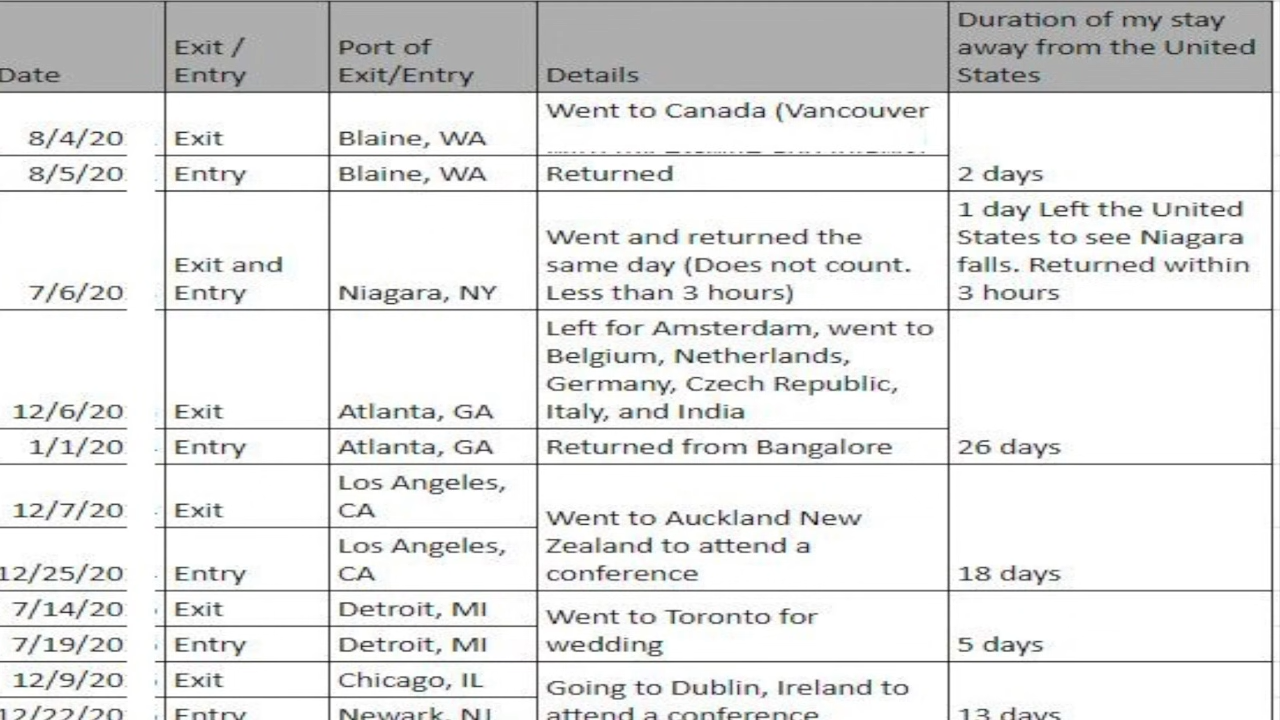 Date
Exit /
Entry
Port of
Exit/Entry
Details
Duration of my stay
away from the United
States
8/4/20
Exit
Blaine, WA
Went to Canada (Vancouver
8/5/20
Entry
Blaine, WA
Returned
2 days
7/6/20
Exit and
Entry
Niagara, NY
Went and returned the
same day (Does not count.
Less than 3 hours)
1 day Left the United
States to see Niagara
falls. Returned within
3 hours
12/6/20
Exit
Atlanta, GA
Left for Amsterdam, went to
Belgium, Netherlands,
Germany, Czech Republic,
Italy, and India
1/1/20
Entry
Atlanta, GA
Returned from Bangalore
26 days
12/7/20
Exit
Los Angeles,
CA
12/25/20
Entry
Los Angeles,
CA
Went to Auckland New
Zealand to attend a
conference
18 days
7/14/20
Exit
Detroit, MI
7/19/20
Entry
Detroit, MI
Went to Toronto for
wedding
5 days
12/9/20
Exit
Chicago, IL
12/22/20
Entry
Newark, NJ
Going to Dublin, Ireland to
attend a conference
13 days